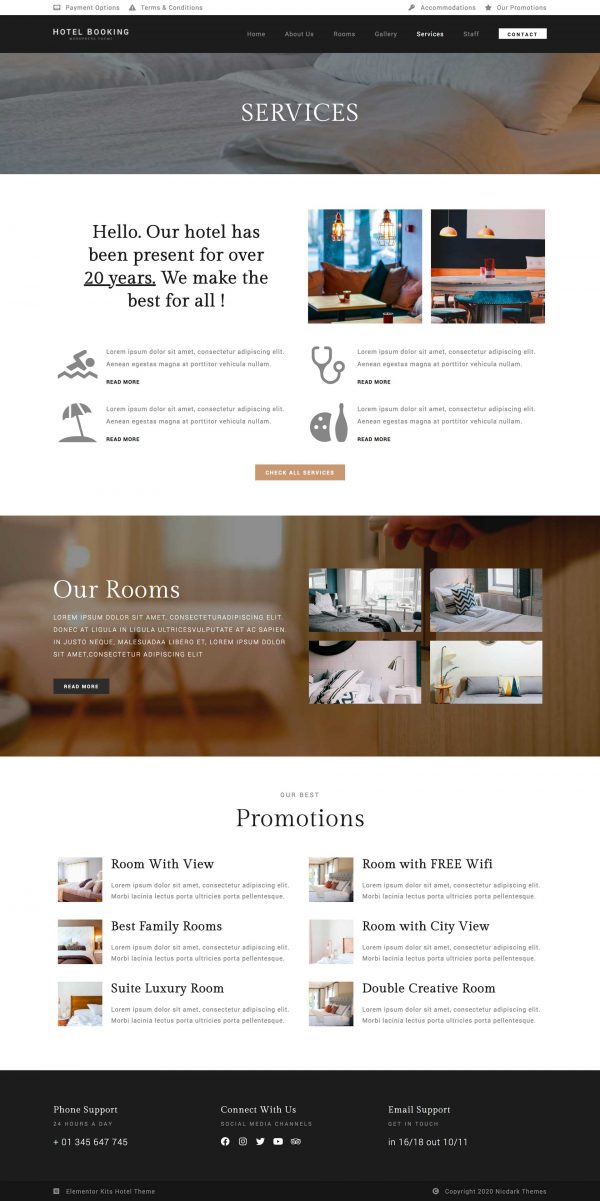 Payment Options
Terms & Conditions
Accommodations
Our Promotions
HOTEL BOOKING
WORDPRESS THEME
Home
About Us
Rooms
Gallery
Services
Staff
CONTACT
SERVICES
Hello. Our hotel has
been present for over
20 years. We make the
best for all !
Lorem ipsum dolor sit amet, consectetur adipiscing elit.
Aenean egestas magna at porttitor vehicula nullam.
READ MORE
Lorem ipsum dolor sit amet, consectetur adipiscing elit.
Aenean egestas magna at porttitor vehicula nullam.
READ MORE
Lorem ipsum dolor sit amet, consectetur adipiscing elit.
Aenean egestas magna at porttitor vehicula nullam.
READ MORE
Lorem ipsum dolor sit amet, consectetur adipiscing elit.
Aenean egestas magna at porttitor vehicula nullam.
READ MORE
CHECK ALL SERVICES
Our Rooms
LOREM IPSUM DOLOR SIT AMET, CONSECTETURADIPISCING ELIT.
DONEC AT LIGULA IN LIGULA ULTRICESVULPUTATE AT AC SAPIEN.
IN JUSTO NEQUE, MALESUADAA LIBERO ET, LOREM IPSUM DOLOR
SIT AMET,CONSECTETUR ADIPISCING ELIT
READ MORE
OUR BEST
Promotions
Room With View
Lorem ipsum dolor sit amet, consectetur adipiscing elit.
Morbi lacinia lectus porta ultricies porta pellentesque.
Room with FREE Wifi
Lorem ipsum dolor sit amet, consectetur adipiscing elit.
Morbi lacinia lectus porta ultricies porta pellentesque.
Best Family Rooms
Lorem ipsum dolor sit amet, consectetur adipiscing elit.
Morbi lacinia lectus porta ultricies porta pellentesque.
Room with City View
Lorem ipsum dolor sit amet, consectetur adipiscing elit.
Morbi lacinia lectus porta ultricies porta pellentesque.
Suite Luxury Room
Lorem ipsum dolor sit amet, consectetur adipiscing elit.
Morbi lacinia lectus porta ultricies porta pellentesque.
Double Creative Room
Lorem ipsum dolor sit amet, consectetur adipiscing elit.
Morbi lacinia lectus porta ultricies porta pellentesque.
Phone Support
24 HOURS A DAY
+ 01 345 647 745
Connect With Us
SOCIAL MEDIA CHANNELS
Email Support
GET IN TOUCH
in 16/18 out 10/11
Elementor Kits Hotel Theme
Copyright 2020 Nicdark Themes